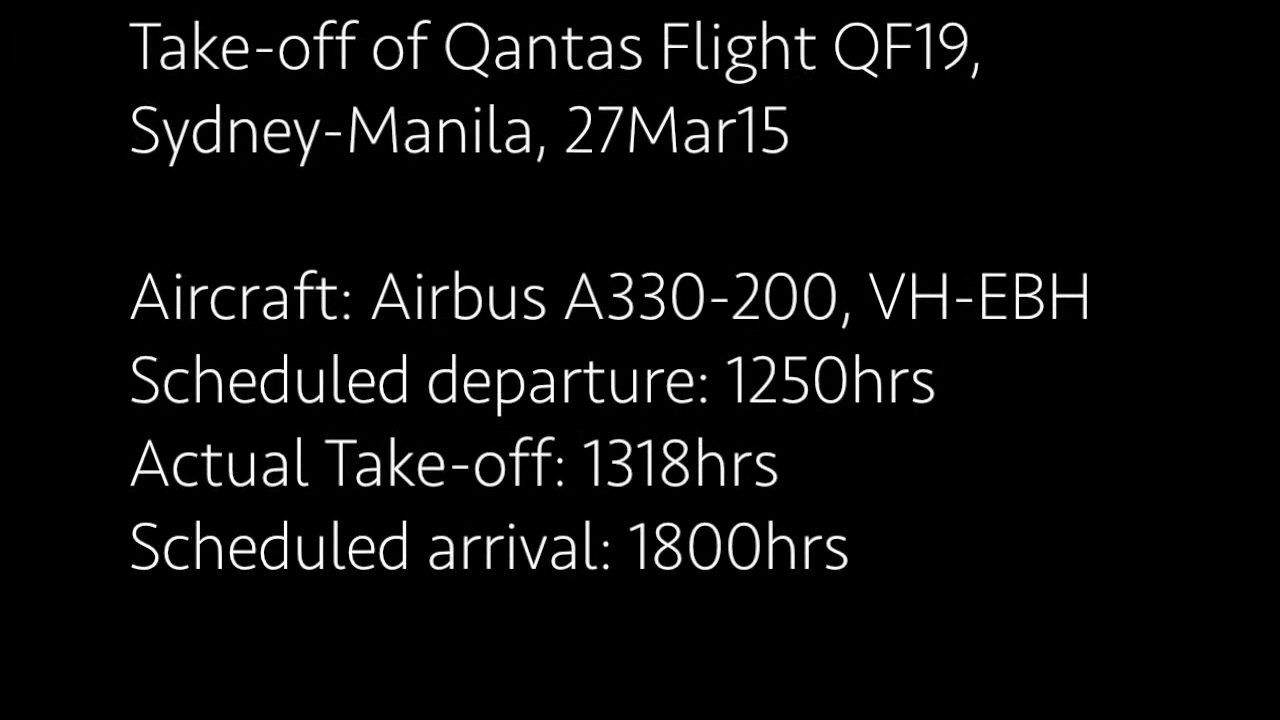 Take-off of Qantas Flight QF19,
Sydney-Manila, 27Mar15
Aircraft: Airbus A330-200, VH-EBH
Scheduled departure: 1250hrs
Actual Take-off: 1318hrs
Scheduled arrival: 1800hrs